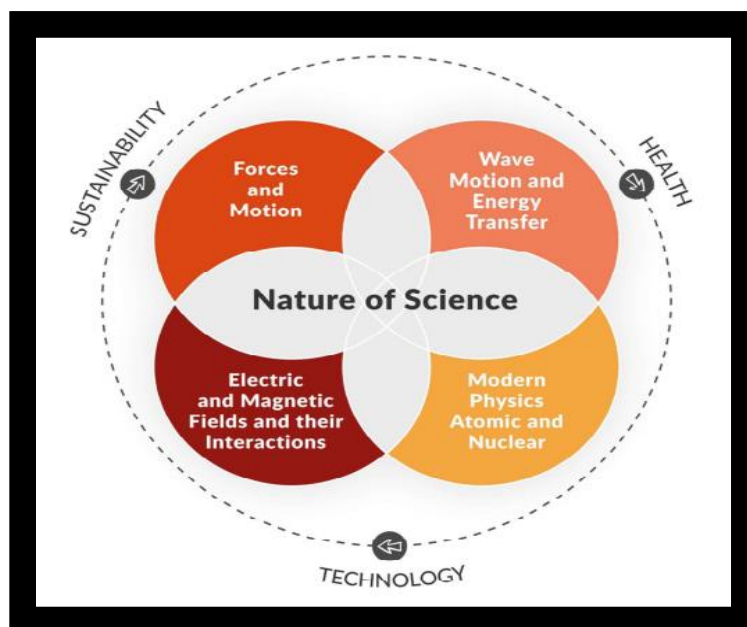 SUSTAINABILITY
HEALTH
Forces
and
Motion
Wave
Motion and
Energy
Transfer
Nature of Science
Electric
and Magnetic
Fields and their
Interactions
Modern
Physics
Atomic and
Nuclear
TECHNOLOGY